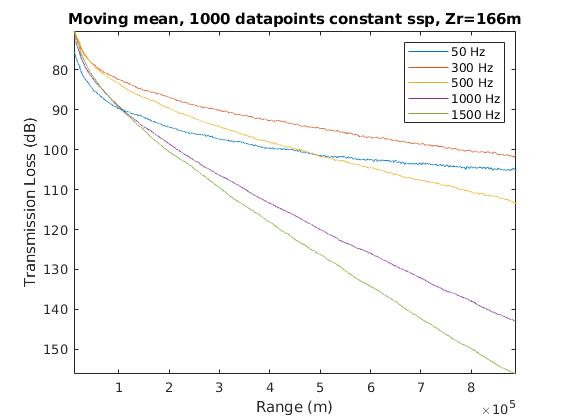 Moving mean, 1000 datapoints constant ssp, Zr=166m
50 Hz
300 Hz
500 Hz
1000 Hz
1500 Hz
80
90
100
110
120
130
140
150
Transmission Loss (dB)
1 2 3 4 5 6 7 8
×10^5
Range (m)